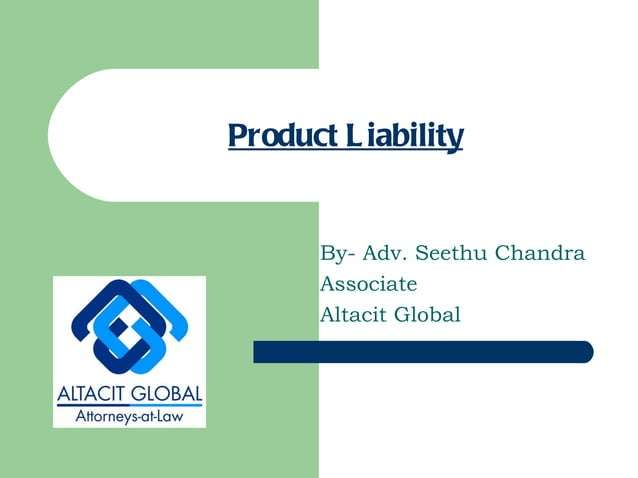 Product Liability
By- Adv. Seethu Chandra
Associate
Altacit Global
ALTACIT GLOBAL
Attorneys-at-Law